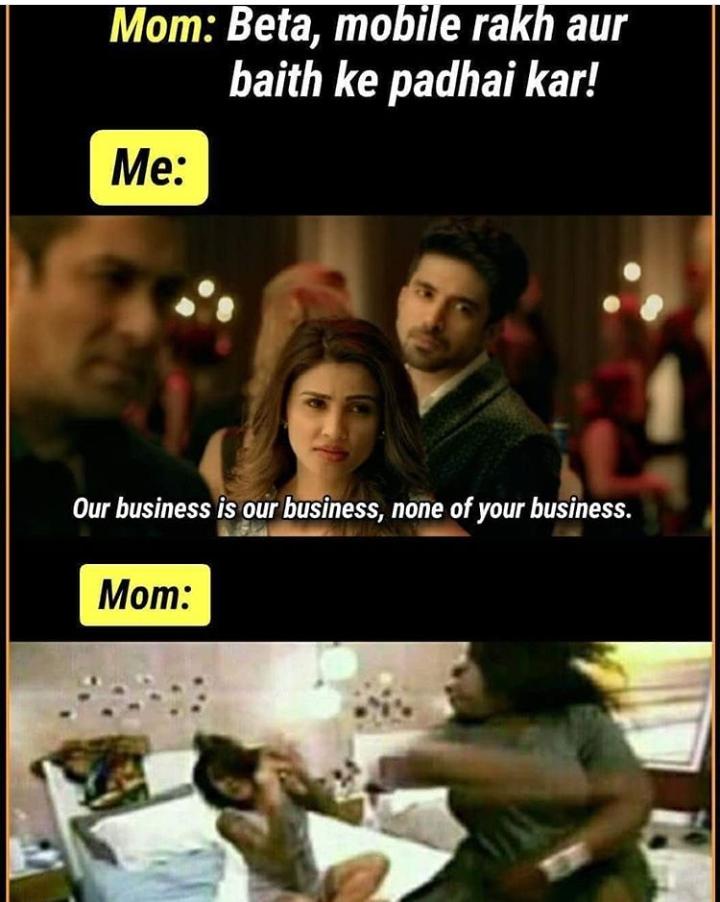 Mom: Beta, mobile rakh aur
baith ke padhai kar!
Me:
Our business is our business, none of your business.
Mom: